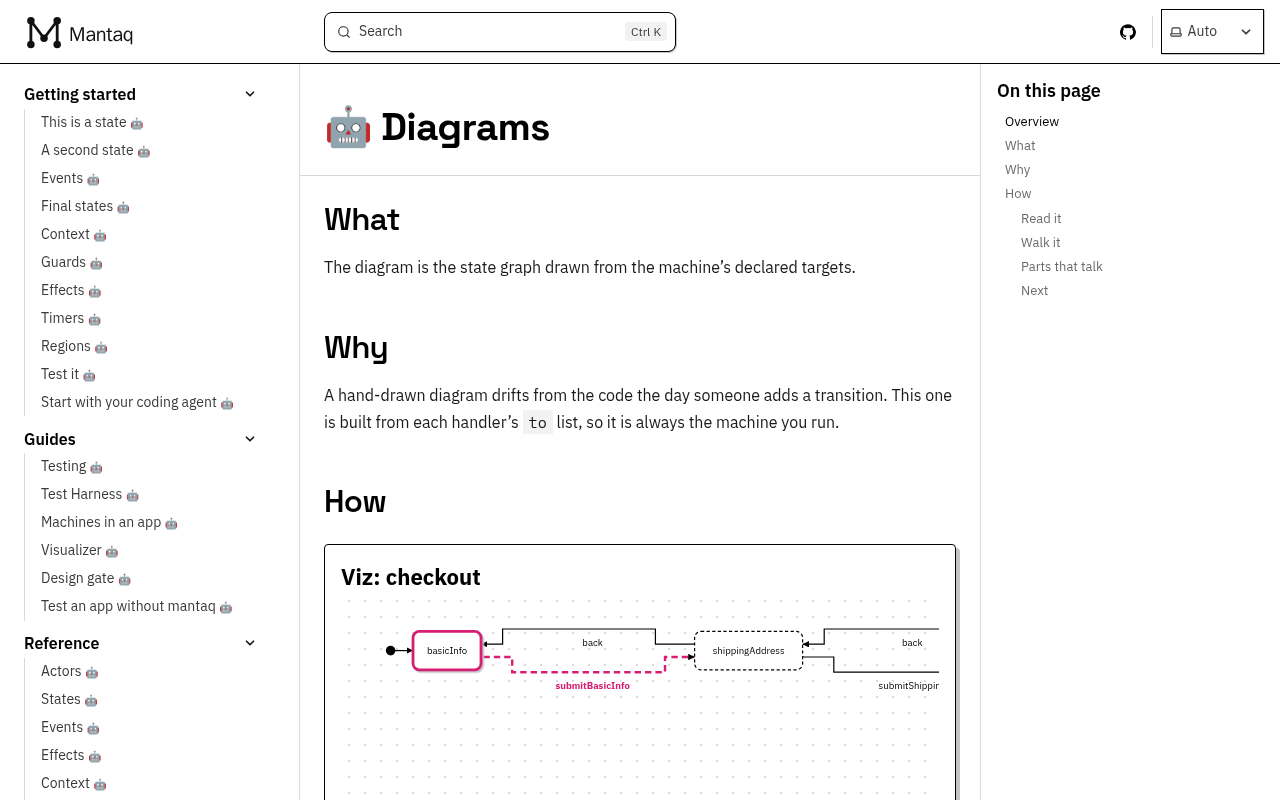 Mantaq
Search
Ctrl K
Auto
Getting started
This is a state 🤖
A second state 🤖
Events 🤖
Final states 🤖
Context 🤖
Guards 🤖
Effects 🤖
Timers 🤖
Regions 🤖
Test it 🤖
Start with your coding agent 🤖
Guides
Testing 🤖
Test Harness 🤖
Machines in an app 🤖
Visualizer 🤖
Design gate 🤖
Test an app without mantaq 🤖
Reference
Actors 🤖
States 🤖
Events 🤖
Effects 🤖
Context 🤖
🤖 Diagrams
What
The diagram is the state graph drawn from the machine’s declared targets.
Why
A hand-drawn diagram drifts from the code the day someone adds a transition. This one
is built from each handler’s to list, so it is always the machine you run.
How
Viz: checkout
basicInfo
back
submitBasicInfo
shippingAddress
back
submitShippin
On this page
Overview
What
Why
How
Read it
Walk it
Parts that talk
Next